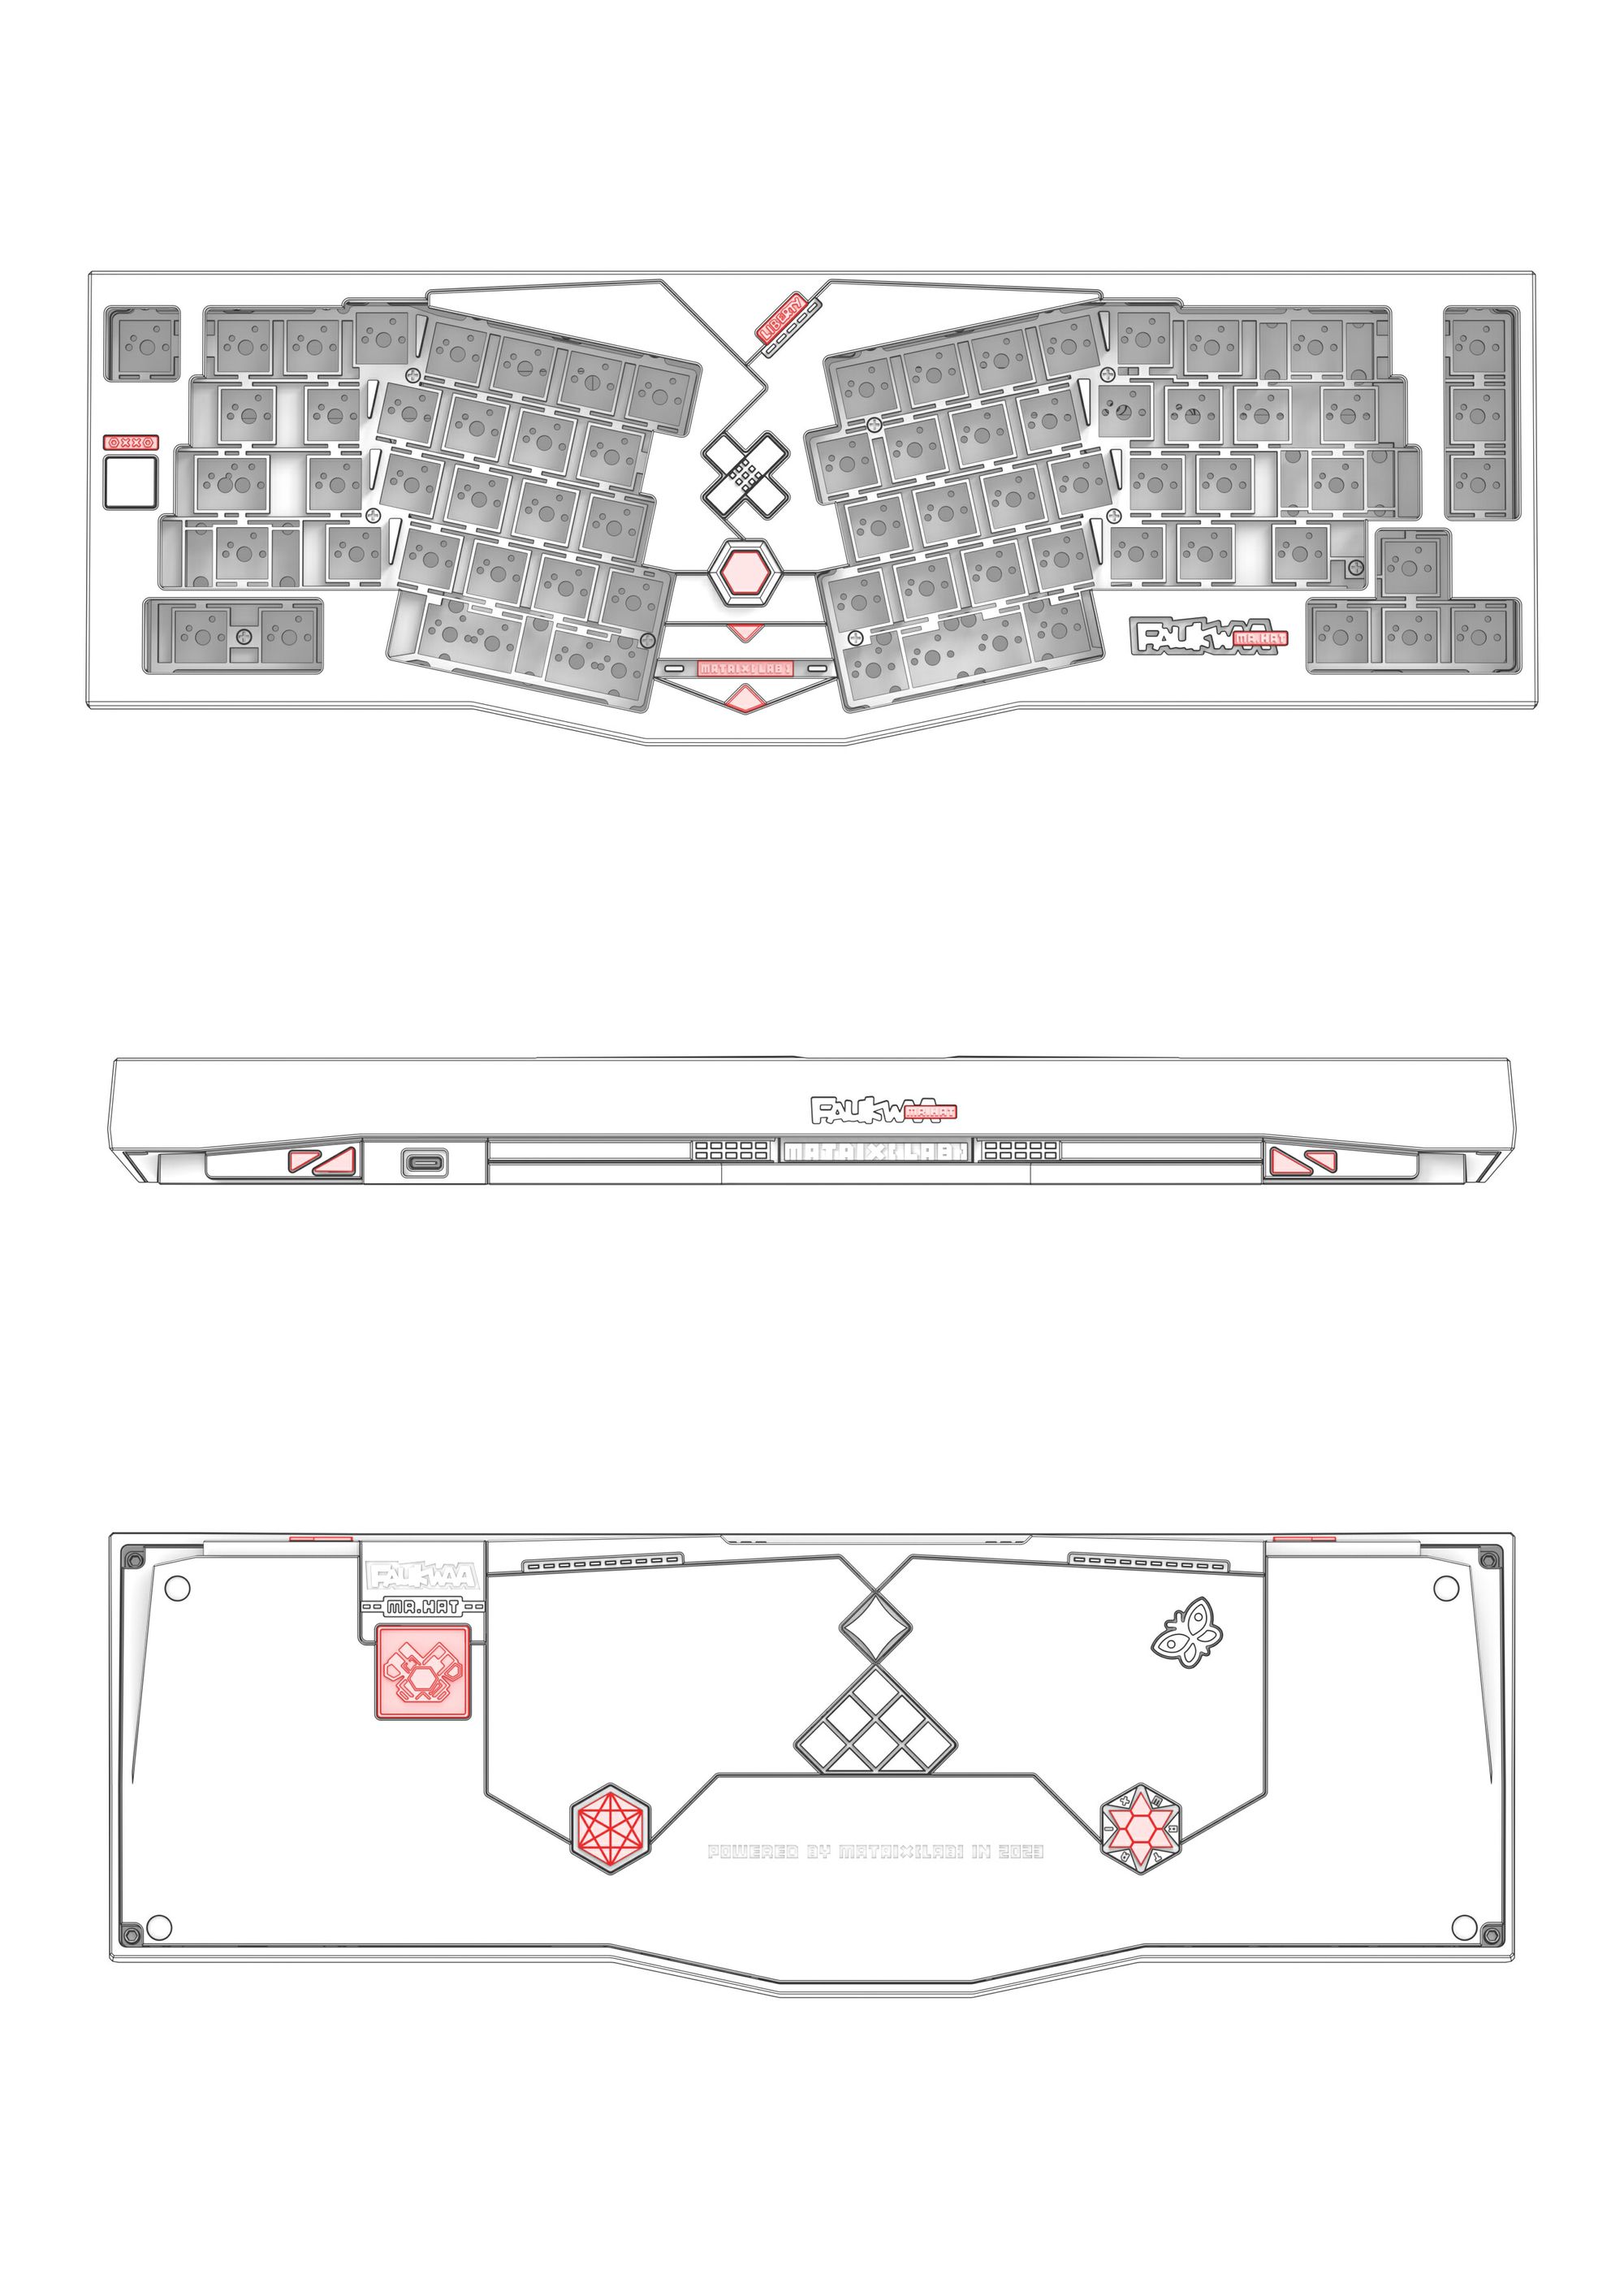 LIBERTY
OXXO
FAUKWAA
MR.HAT
MATRIX{LAB}
FAUKWAA
MR.HAT
MATRIX{LAB}
FAUKWAA
MR.HAT
POWERED BY MATRIX{LAB} IN 2023